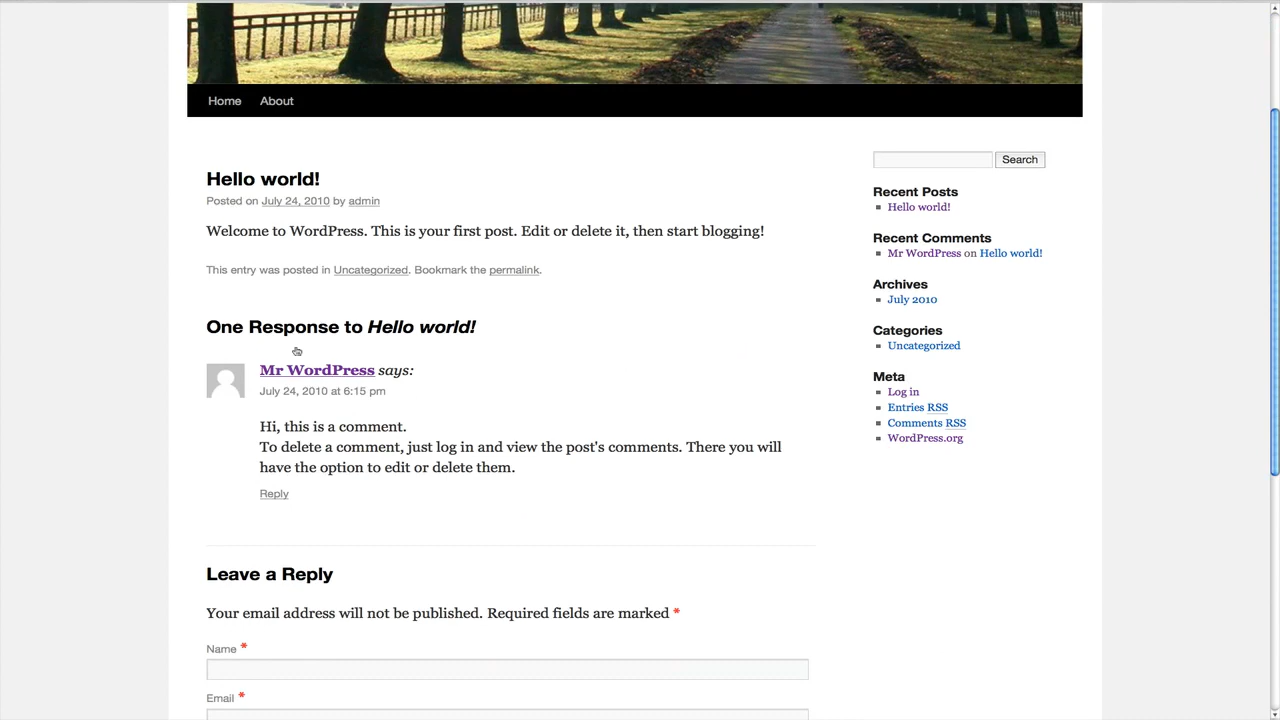 Home About
Hello world!
Posted on July 24, 2010 by admin
Welcome to WordPress. This is your first post. Edit or delete it, then start blogging!
This entry was posted in Uncategorized. Bookmark the permalink.
One Response to Hello world!
Mr WordPress says:
July 24, 2010 at 6:15 pm
Hi, this is a comment.
To delete a comment, just log in and view the post's comments. There you will
have the option to edit or delete them.
Reply
Leave a Reply
Your email address will not be published. Required fields are marked *
Name *
Email *
Search
Recent Posts
Hello world!
Recent Comments
Mr WordPress on Hello world!
Archives
July 2010
Categories
Uncategorized
Meta
Log in
Entries RSS
Comments RSS
WordPress.org